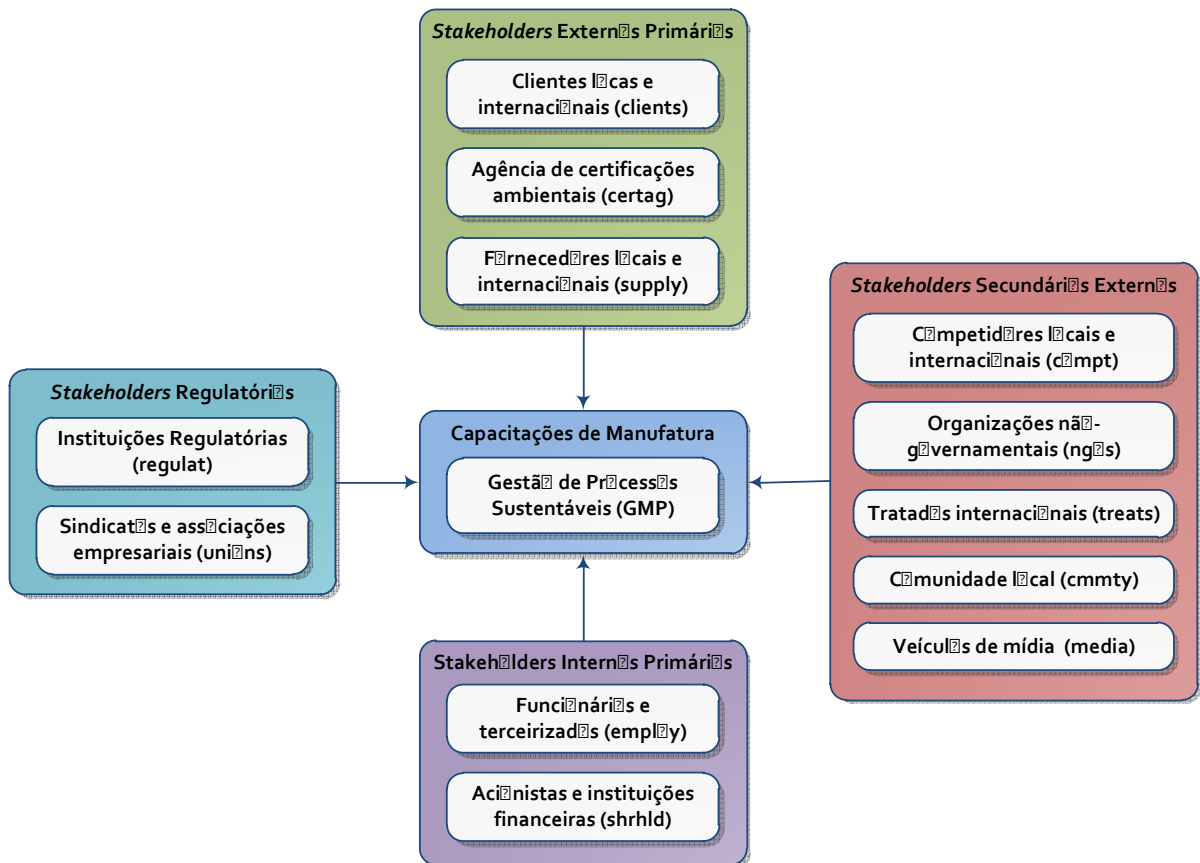 Stakeholders Extern⍰s Primári⍰s
Clientes l⍰cas e
internaci⍰nais (clients)
Agência de certificações
ambientais (certag)
F⍰rneced⍰res l⍰cais e
internaci⍰nais (supply)
Stakeholders Secundári⍰s Extern⍰s
C⍰mpetid⍰res l⍰cais e
internaci⍰nais (c⍰mpt)
Organizações nã⍰-
g⍰vernamentais (ng⍰s)
Tratad⍰s internaci⍰nais (treats)
C⍰munidade l⍰cal (cmmty)
Veícul⍰s de mídia (media)
Stakeholders Regulatóri⍰s
Instituições Regulatórias
(regulat)
Sindicat⍰s e ass⍰ciações
empresariais (uni⍰ns)
Capacitações de Manufatura
Gestã⍰ de Pr⍰cess⍰s
Sustentáveis (GMP)
Stakeh⍰lders Intern⍰s Primári⍰s
Funci⍰nári⍰s e
terceirizad⍰s (empl⍰y)
Aci⍰nistas e instituições
financeiras (shrhld)